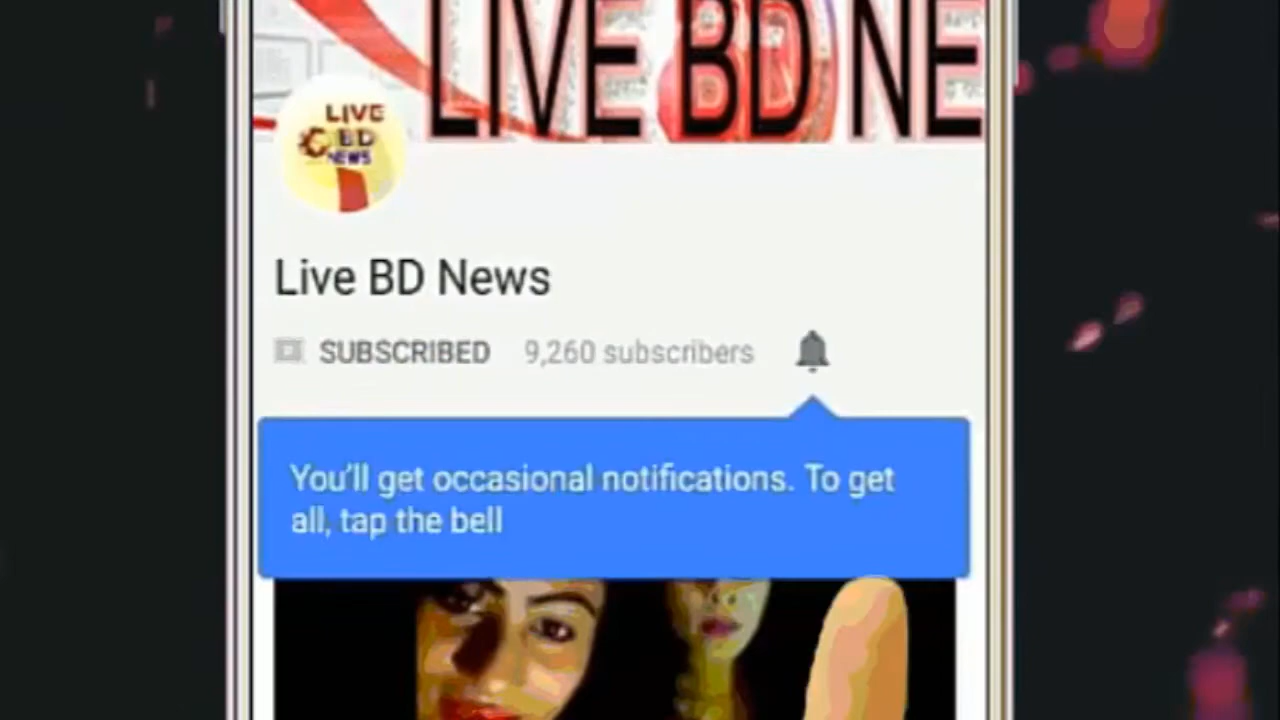 LIVE BD NE
LIVE
BD
NEWS
Live BD News
SUBSCRIBED 9,260 subscribers
You'll get occasional notifications. To get
all, tap the bell